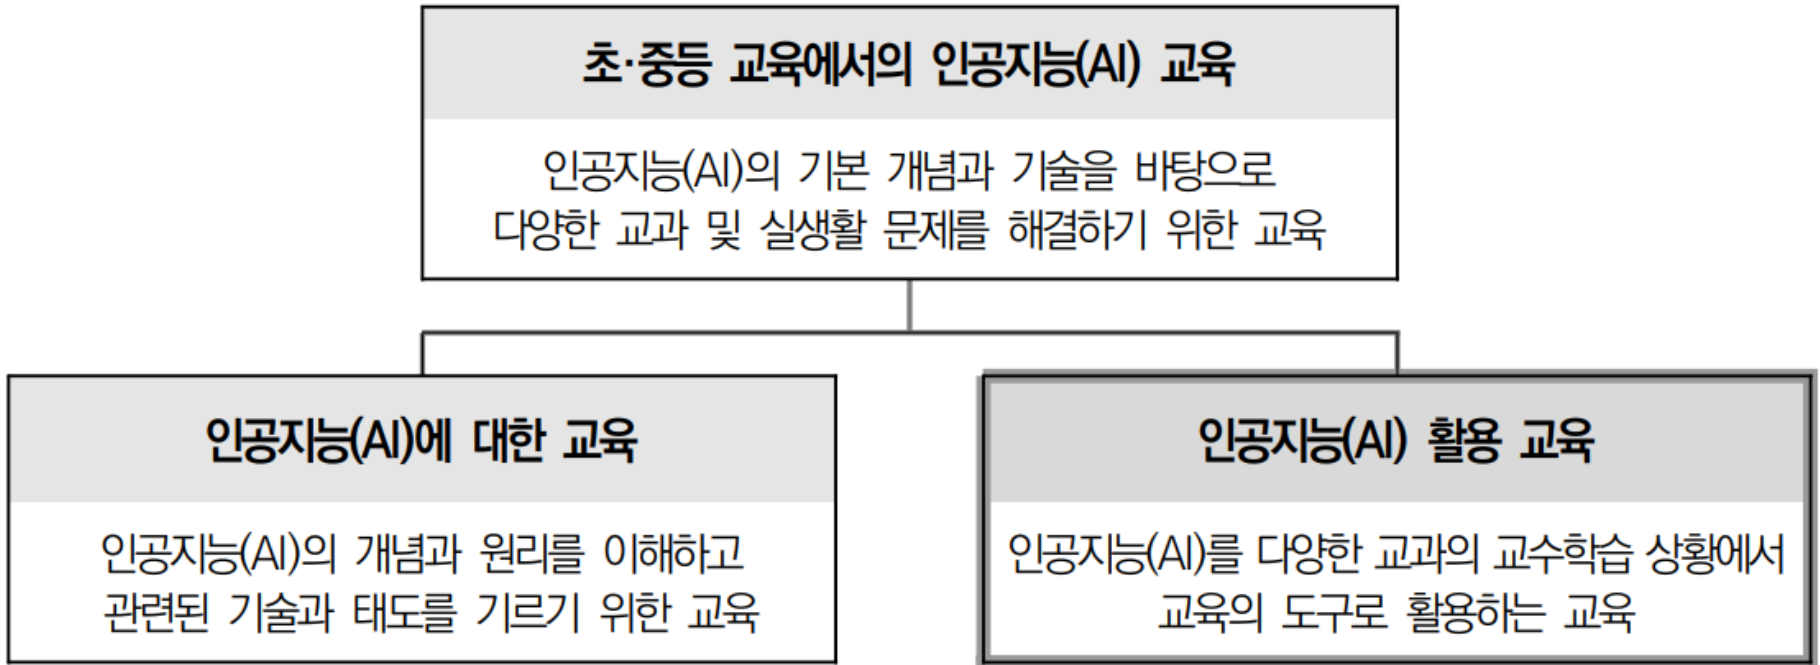 초·중등 교육에서의 인공지능(AI) 교육
인공지능(AI)의 기본 개념과 기술을 바탕으로
다양한 교과 및 실생활 문제를 해결하기 위한 교육
인공지능(AI)에 대한 교육
인공지능(AI)의 개념과 원리를 이해하고
관련된 기술과 태도를 기르기 위한 교육
인공지능(AI) 활용 교육
인공지능(AI)를 다양한 교과의 교수학습 상황에서
교육의 도구로 활용하는 교육